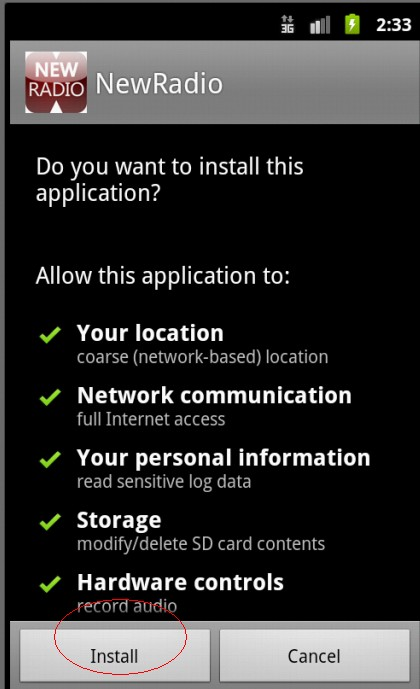 3G 2:33
NEW
RADIO
NewRadio
Do you want to install this
application?
Allow this application to:
Your location
coarse (network-based) location
Network communication
full Internet access
Your personal information
read sensitive log data
Storage
modify/delete SD card contents
Hardware controls
record audio
Install Cancel